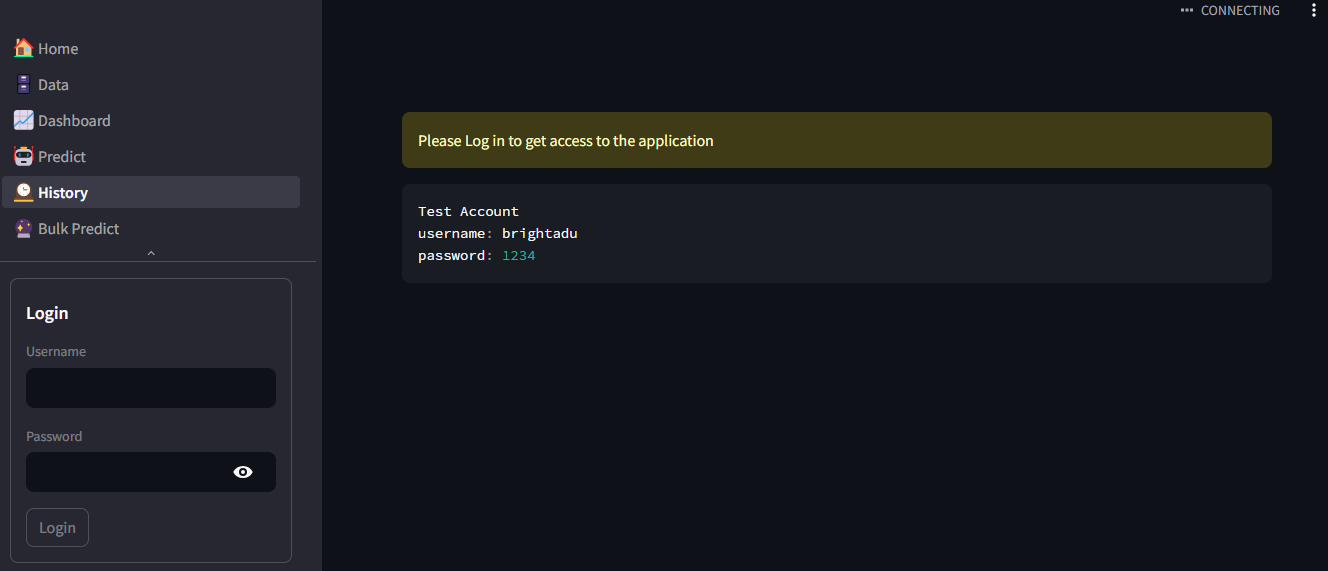 Home
Data
Dashboard
Predict
History
Bulk Predict
Login
Username
Password
Login
CONNECTING
Please Log in to get access to the application
Test Account
username: brightadu
password: 1234